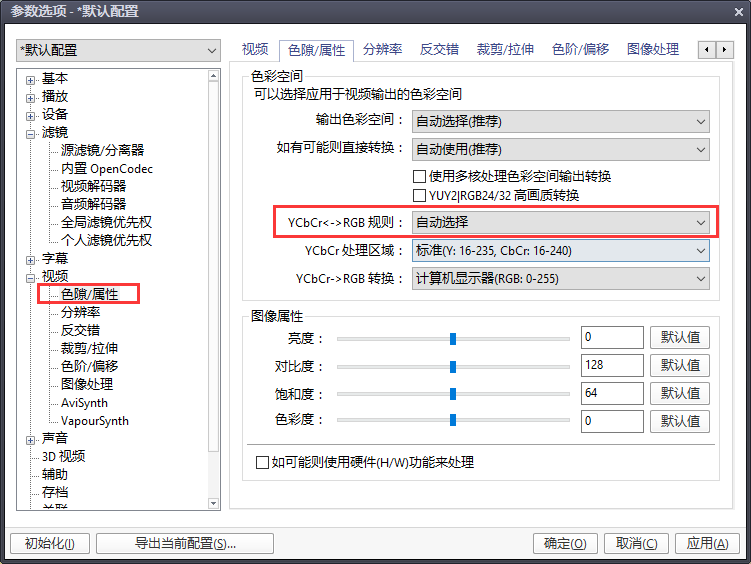 参数选项 - *默认配置
*默认配置
基本
播放
设备
滤镜
源滤镜/分离器
内置 OpenCodec
视频解码器
音频解码器
全局滤镜优先权
个人滤镜优先权
字幕
视频
色隙/属性
分辨率
反交错
裁剪/拉伸
色阶/偏移
图像处理
AviSynth
VapourSynth
声音
3D 视频
辅助
存档
视频 色隙/属性 分辨率 反交错 裁剪/拉伸 色阶/偏移 图像处理
色彩空间
可以选择应用于视频输出的色彩空间
输出色彩空间： 自动选择(推荐)
如有可能则直接转换： 自动使用(推荐)
使用多核处理色彩空间输出转换
YUY2|RGB24/32 高画质转换
YCbCr<->RGB 规则： 自动选择
YCbCr 处理区域： 标准(Y: 16-235, CbCr: 16-240)
YCbCr->RGB 转换： 计算机显示器(RGB: 0-255)
图像属性
亮度： 0 默认值
对比度： 128 默认值
饱和度： 64 默认值
色彩度： 0 默认值
如可能则使用硬件(H/W)功能来处理
初始化(I) 导出当前配置(S)... 确定(O) 取消(C) 应用(A)